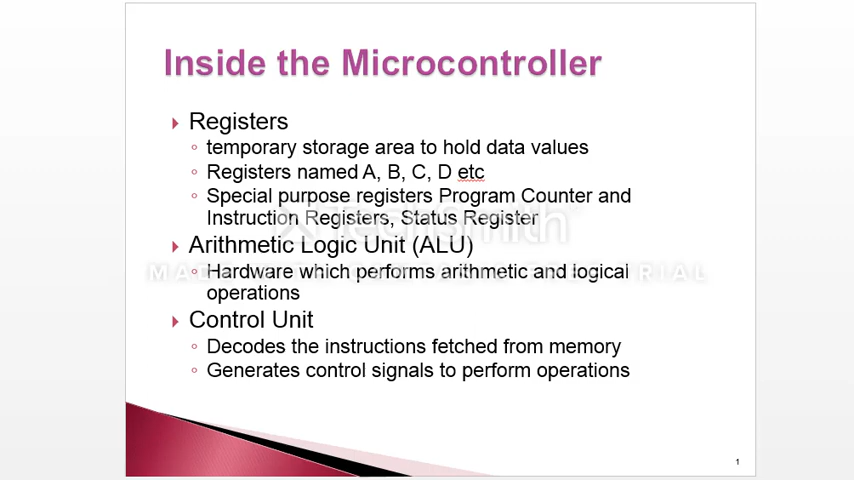 Inside the Microcontroller
Registers
temporary storage area to hold data values
Registers named A, B, C, D etc
Special purpose registers Program Counter and
Instruction Registers, Status Register
TechSmith
Arithmetic Logic Unit (ALU)
Hardware which performs arithmetic and logical
operations
Control Unit
Decodes the instructions fetched from memory
Generates control signals to perform operations
1